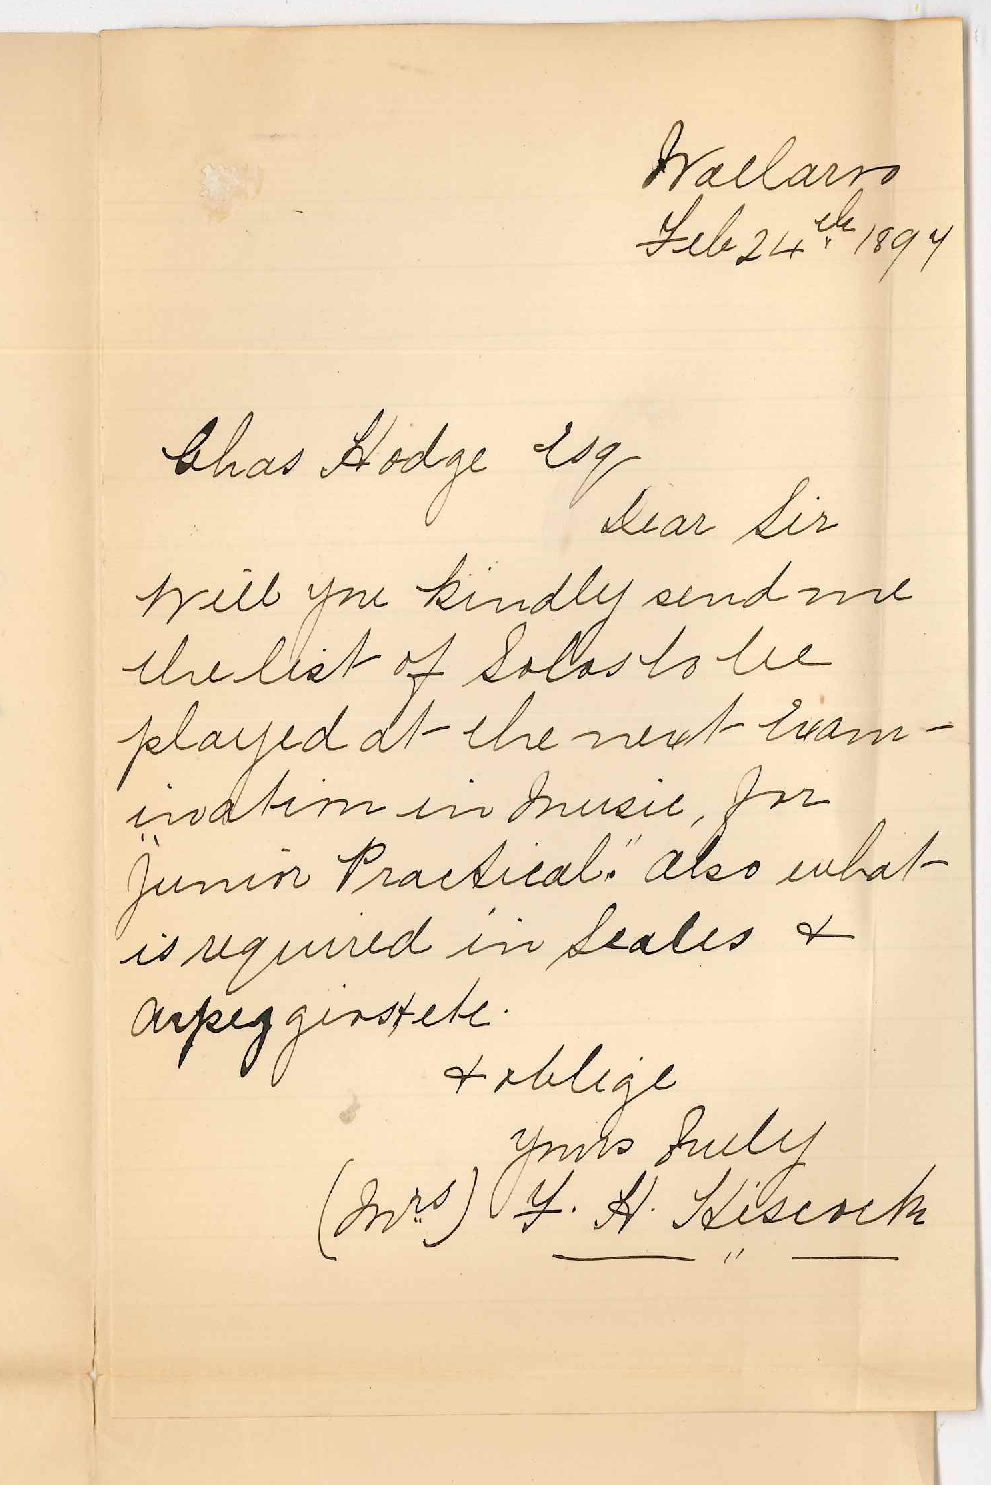 Wallaroo
Feb 24th 1897
Chas Hodge Esq
Dear Sir
Will you kindly send me
the list of Solos to be
played at the next Exam-
ination in Music, for
"Junior Practical." Also what
is required in Scales &
Arpeggios & etc.
& oblige
Yours Truly
(Mrs) F. H. Hiscock